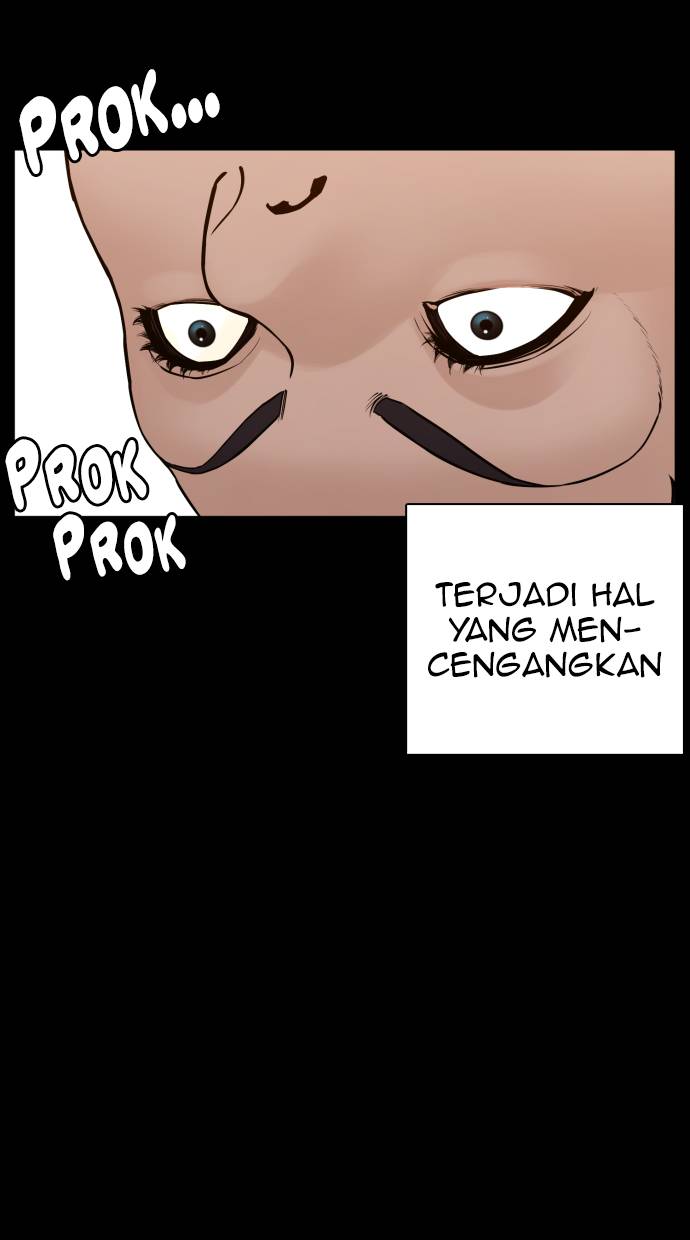 PROK...
PROK
PROK
TERJADI HAL
YANG MEN-
CENGANGKAN